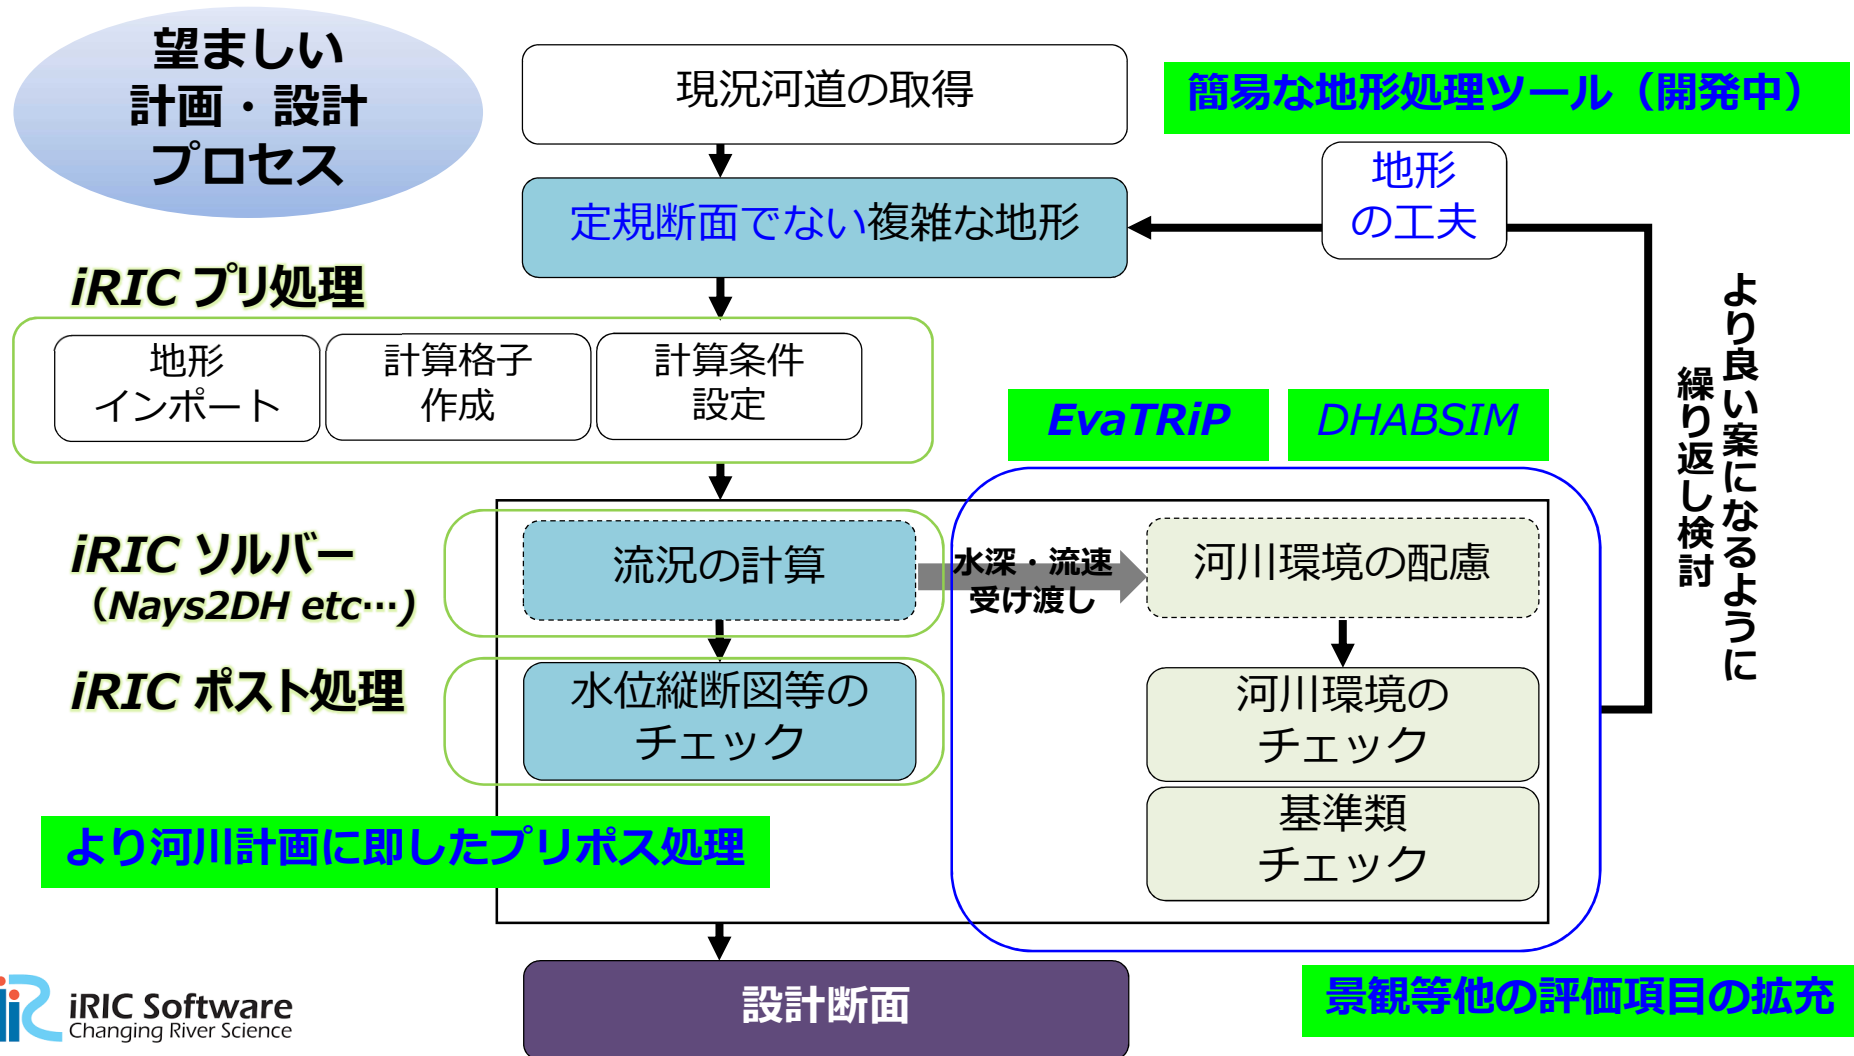 望ましい
計画・設計
プロセス
現況河道の取得
簡易な地形処理ツール（開発中）
地形
の工夫
定規断面でない複雑な地形
iRIC プリ処理
地形
インポート
計算格子
作成
計算条件
設定
より良い案になるように
繰り返し検討
EvaTRiP
DHABSIM
iRIC ソルバー
（Nays2DH etc…）
流況の計算
水深・流速
受け渡し
河川環境の配慮
iRIC ポスト処理
水位縦断図等の
チェック
河川環境の
チェック
基準類
チェック
より河川計画に即したプリポス処理
設計断面
景観等他の評価項目の拡充
iRIC Software
Changing River Science